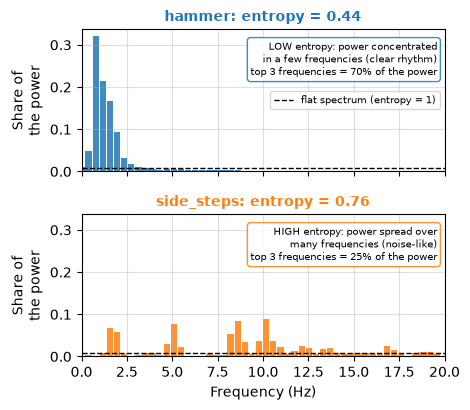 hammer: entropy = 0.44
Share of
the power
0.3
0.2
0.1
0.0
LOW entropy: power concentrated
in a few frequencies (clear rhythm)
top 3 frequencies = 70% of the power
flat spectrum (entropy = 1)
side_steps: entropy = 0.76
Share of
the power
0.3
0.2
0.1
0.0
HIGH entropy: power spread over
many frequencies (noise-like)
top 3 frequencies = 25% of the power
0.0 2.5 5.0 7.5 10.0 12.5 15.0 17.5 20.0
Frequency (Hz)